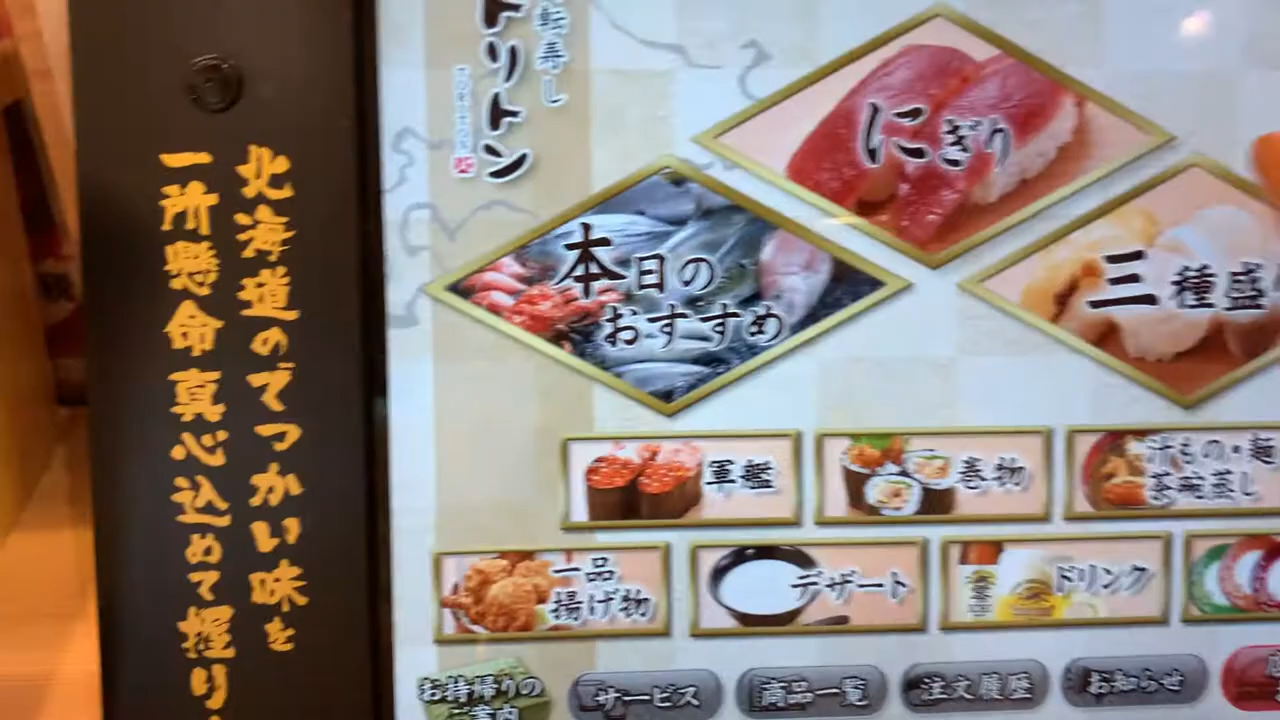 北海道のでっかい味を
一所懸命真心込めて握り
転寿し
トリトン
にぎり
本日の
おすすめ
三種盛
軍艦
巻物
汁もの・麺
茶碗蒸し
一品
揚げ物
デザート
ドリンク
お持帰りの
ご案内
サービス
商品一覧
注文履歴
お知らせ